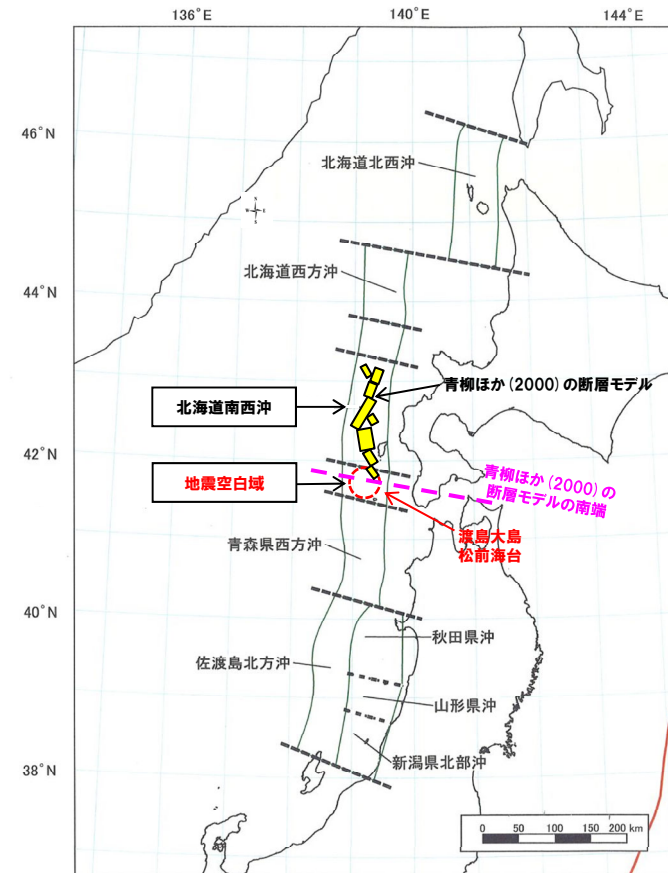 136°E
140°E
144°E
46°N
北海道北西沖
北海道西方沖
44°N
青柳ほか(2000)の断層モデル
北海道南西沖
42°N
地震空白域
青柳ほか(2000)の
断層モデルの南端
渡島大島
松前海台
青森県西方沖
40°N
秋田県沖
佐渡島北方沖
山形県沖
新潟県北部沖
38°N
0 50 100 150 200 km